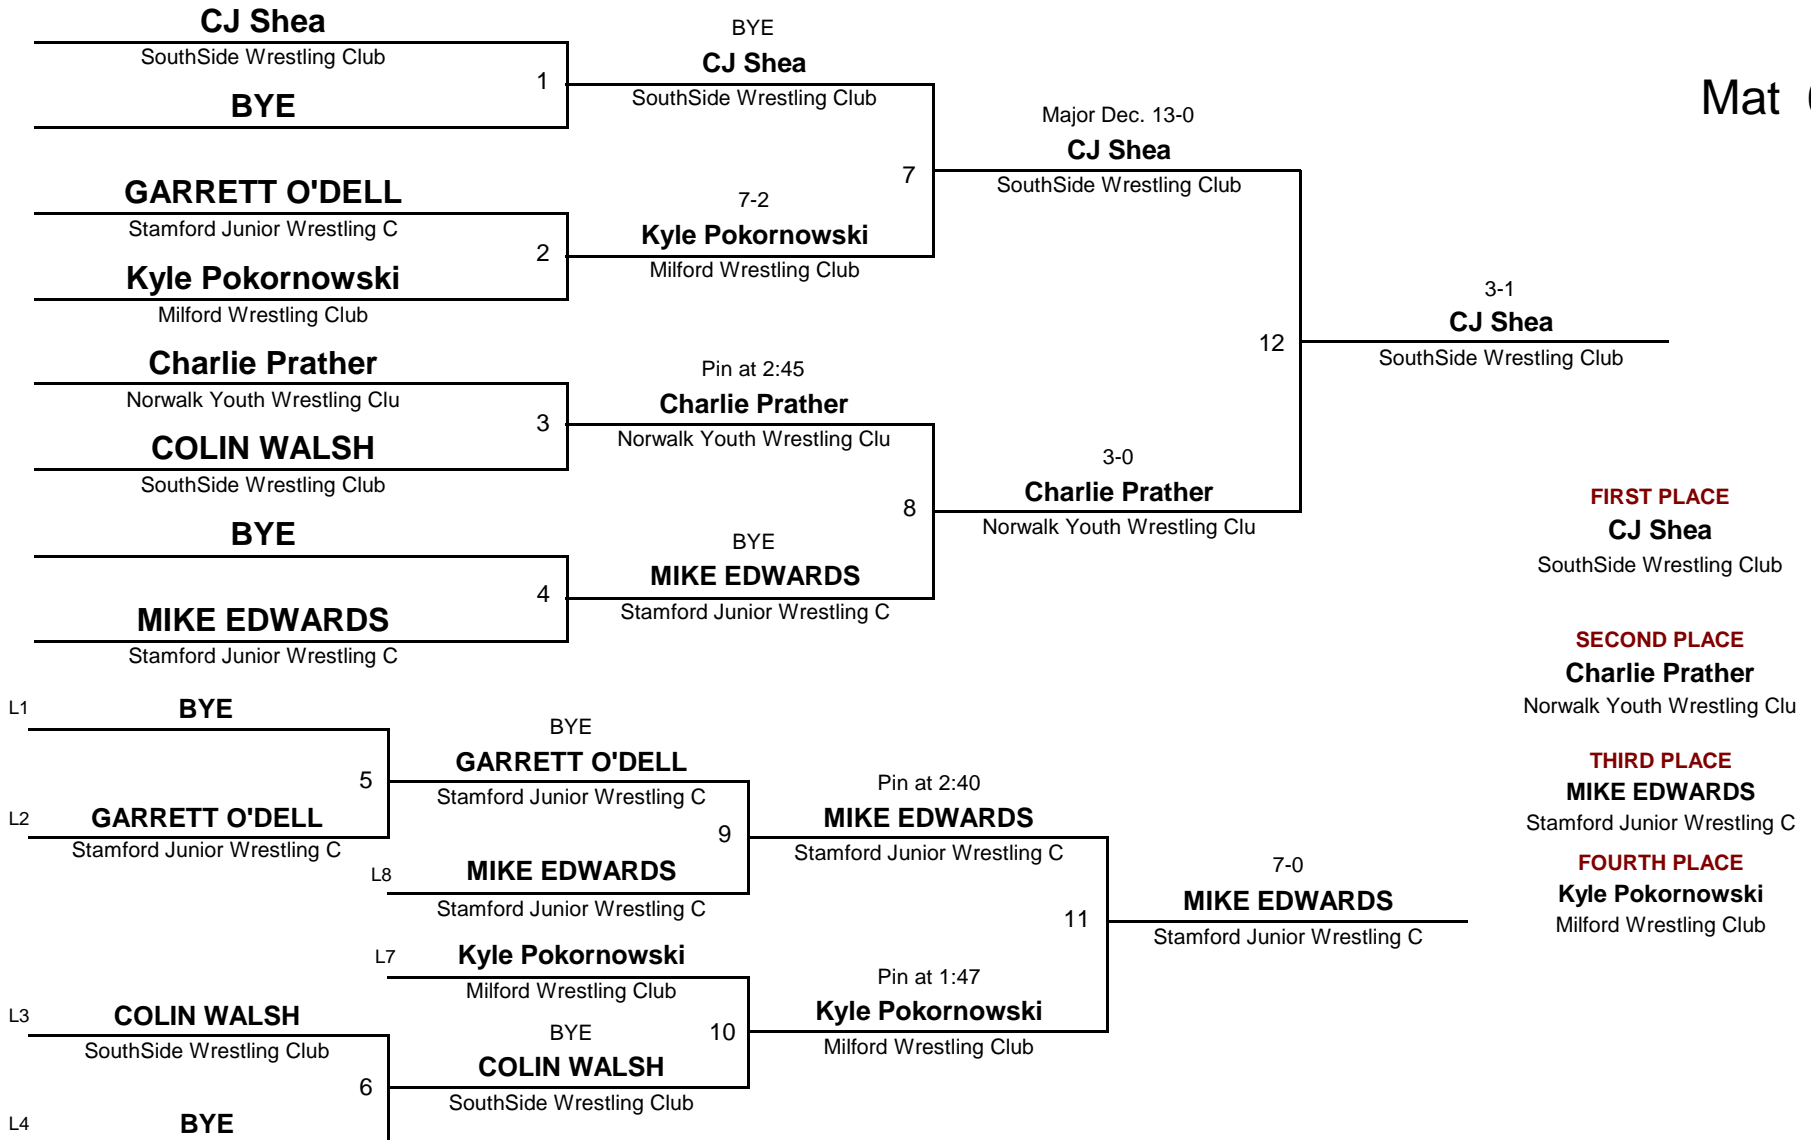 CJ Shea
SouthSide Wrestling Club
1
BYE
BYE
CJ Shea
SouthSide Wrestling Club
Mat
GARRETT O'DELL
Stamford Junior Wrestling C
2
Kyle Pokornowski
Milford Wrestling Club
7-2
Kyle Pokornowski
Milford Wrestling Club
7
Major Dec. 13-0
CJ Shea
SouthSide Wrestling Club
Charlie Prather
Norwalk Youth Wrestling Clu
3
COLIN WALSH
SouthSide Wrestling Club
Pin at 2:45
Charlie Prather
Norwalk Youth Wrestling Clu
BYE
4
MIKE EDWARDS
Stamford Junior Wrestling C
BYE
MIKE EDWARDS
Stamford Junior Wrestling C
8
3-0
Charlie Prather
Norwalk Youth Wrestling Clu
12
3-1
CJ Shea
SouthSide Wrestling Club
FIRST PLACE
CJ Shea
SouthSide Wrestling Club
SECOND PLACE
Charlie Prather
Norwalk Youth Wrestling Clu
THIRD PLACE
MIKE EDWARDS
Stamford Junior Wrestling C
FOURTH PLACE
Kyle Pokornowski
Milford Wrestling Club
L1 BYE
5
L2 GARRETT O'DELL
Stamford Junior Wrestling C
BYE
GARRETT O'DELL
Stamford Junior Wrestling C
9
L8 MIKE EDWARDS
Stamford Junior Wrestling C
Pin at 2:40
MIKE EDWARDS
Stamford Junior Wrestling C
L7 Kyle Pokornowski
Milford Wrestling Club
L3 COLIN WALSH
SouthSide Wrestling Club
6
L4 BYE
BYE
COLIN WALSH
SouthSide Wrestling Club
10
Pin at 1:47
Kyle Pokornowski
Milford Wrestling Club
11
7-0
MIKE EDWARDS
Stamford Junior Wrestling C